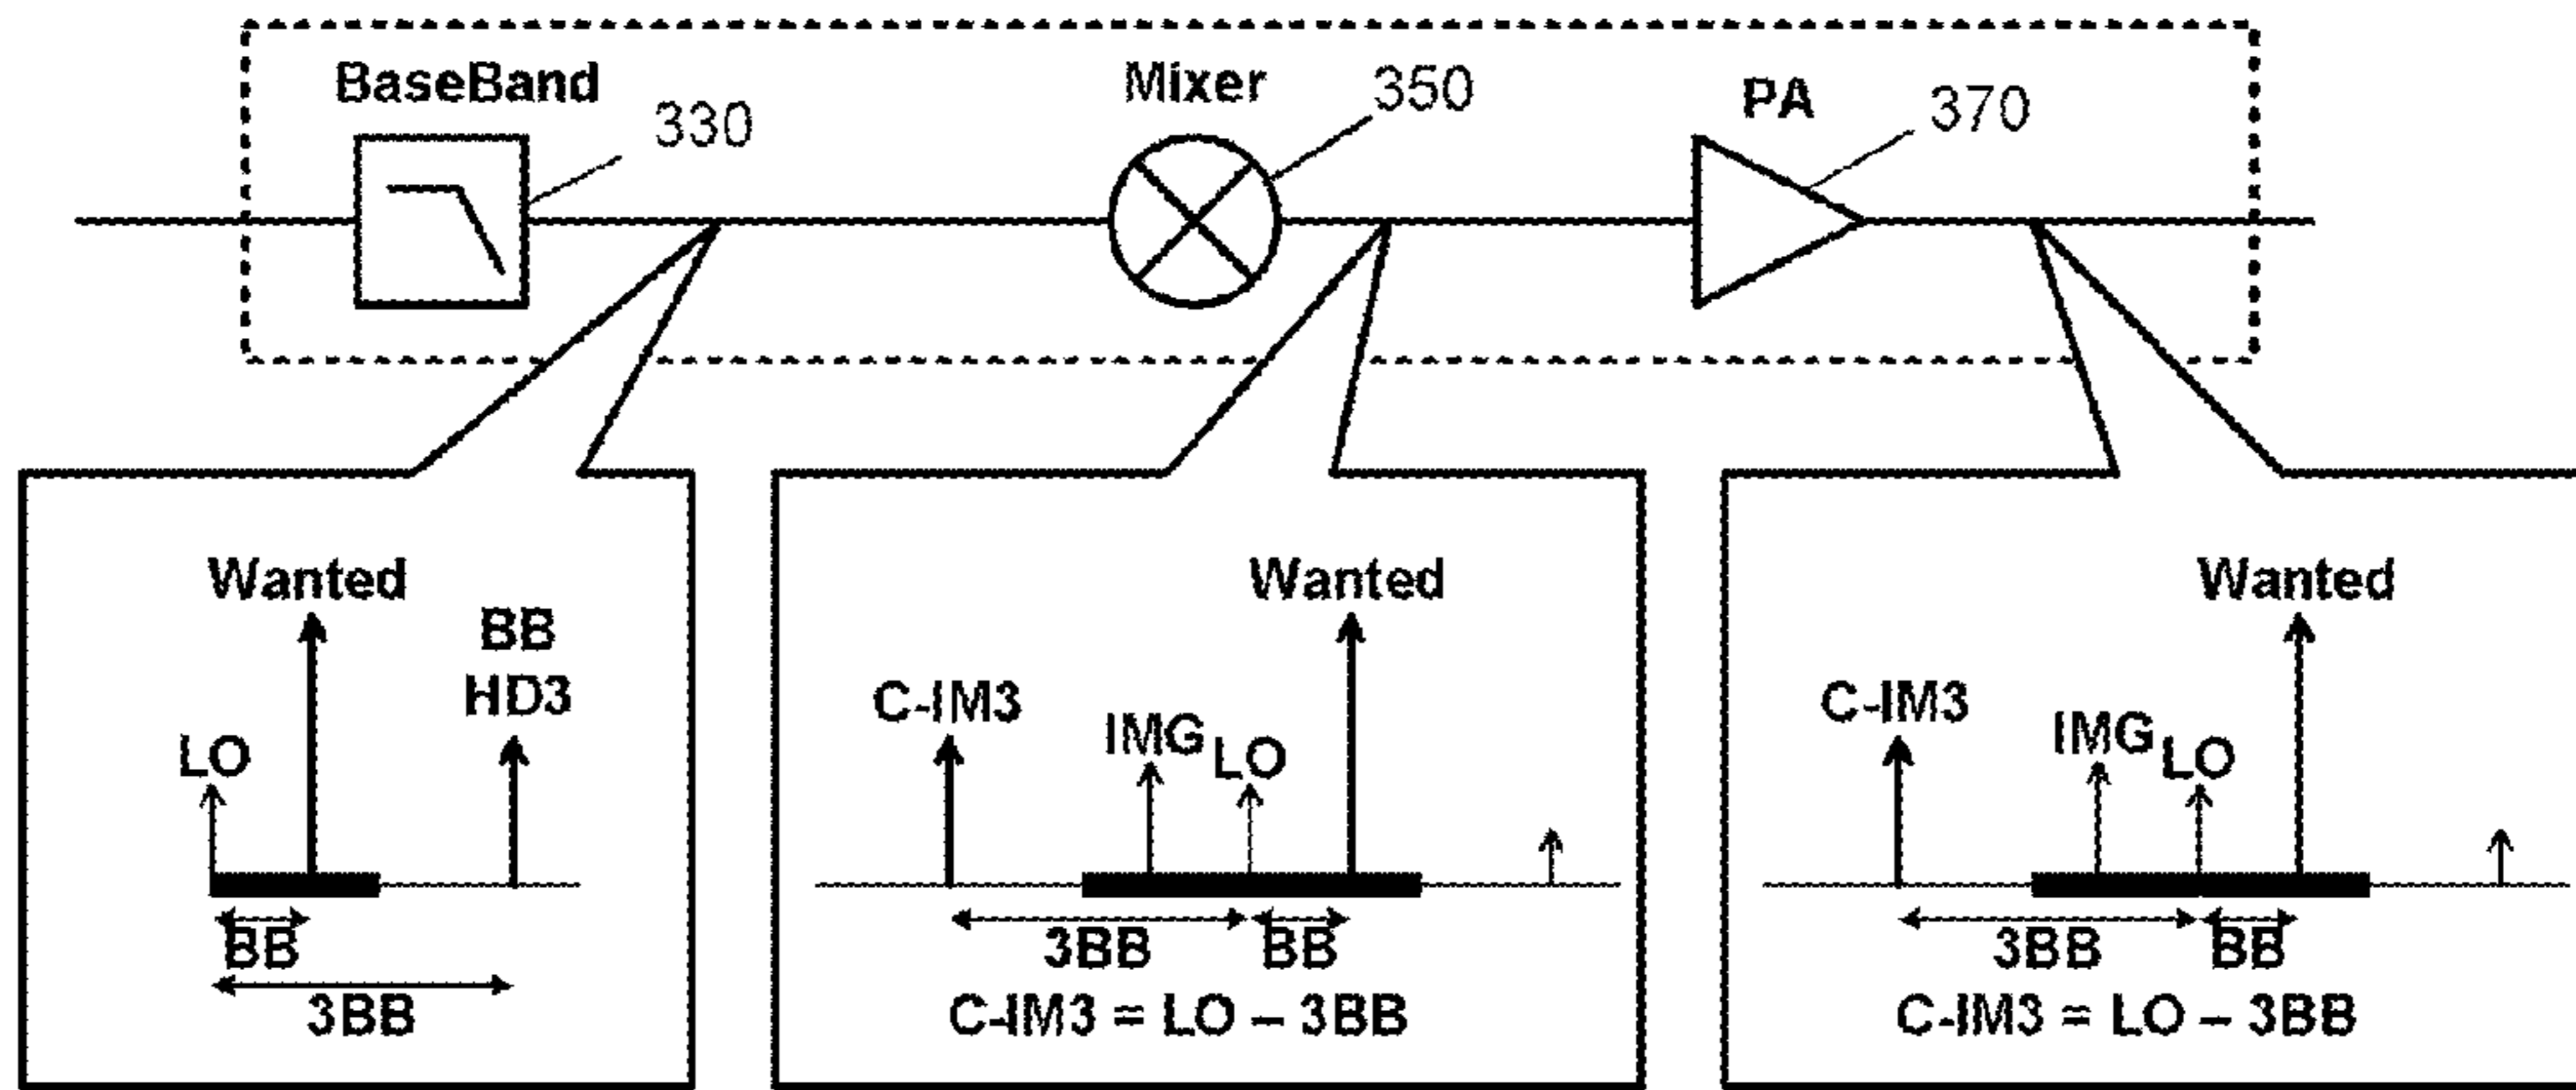 BaseBand
330
Mixer
350
PA
370
Wanted
BB
HD3
LO
BB
3BB
Wanted
C-IM3
IMG
LO
3BB
BB
C-IM3 = LO – 3BB
Wanted
C-IM3
IMG
LO
3BB
BB
C-IM3 = LO – 3BB